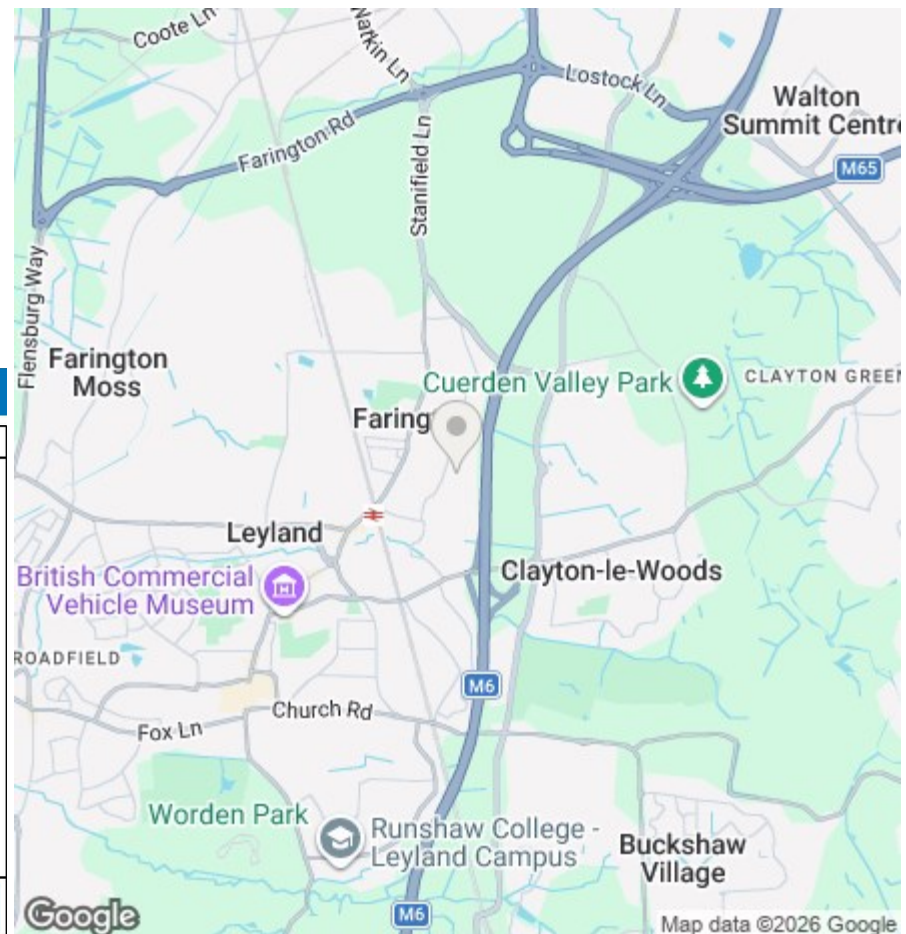 Coote Ln
Watkin Ln
Lostock Ln
Walton
Summit Centre
Farington Rd
Stanifield Ln
M65
Flensburg Way
Farington
Moss
Cuerden Valley Park
CLAYTON GREEN
Faring
Leyland
British Commercial
Vehicle Museum
Clayton-le-Woods
ROADFIELD
M6
Church Rd
Fox Ln
Worden Park
Runshaw College -
Leyland Campus
Buckshaw
Village
M6
Google
Map data ©2026 Google